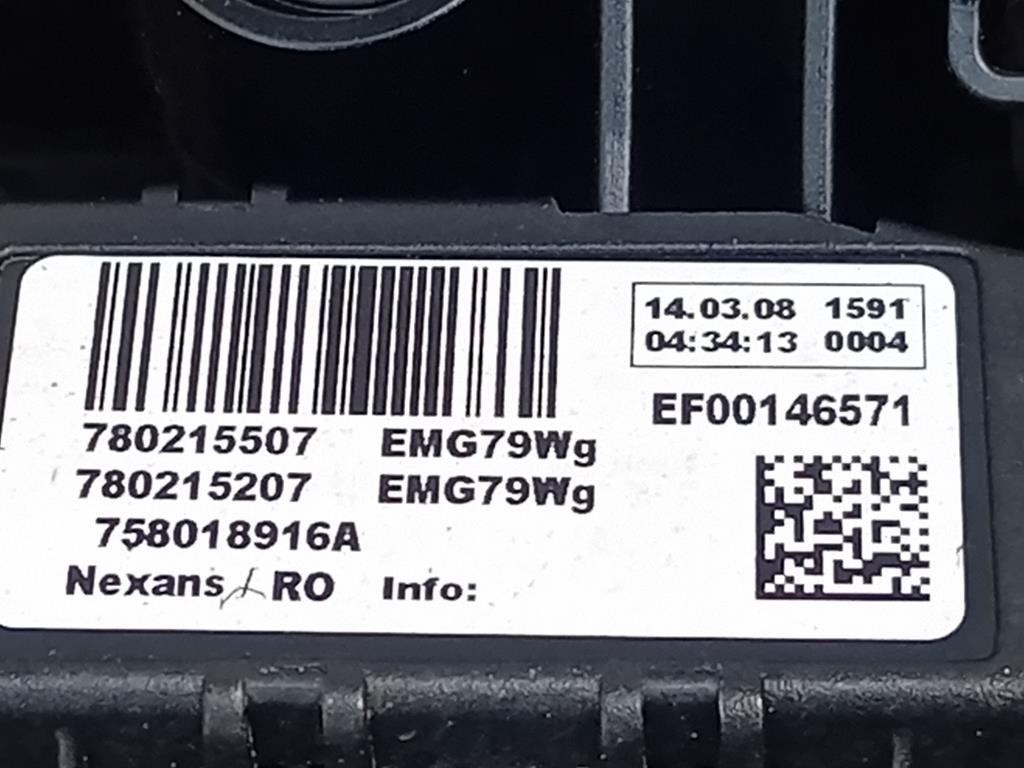 14.03.08 1591
04:34:13 0004
EF00146571
780215507 EMG79Wg
780215207 EMG79Wg
758018916A
Nexans RO Info: